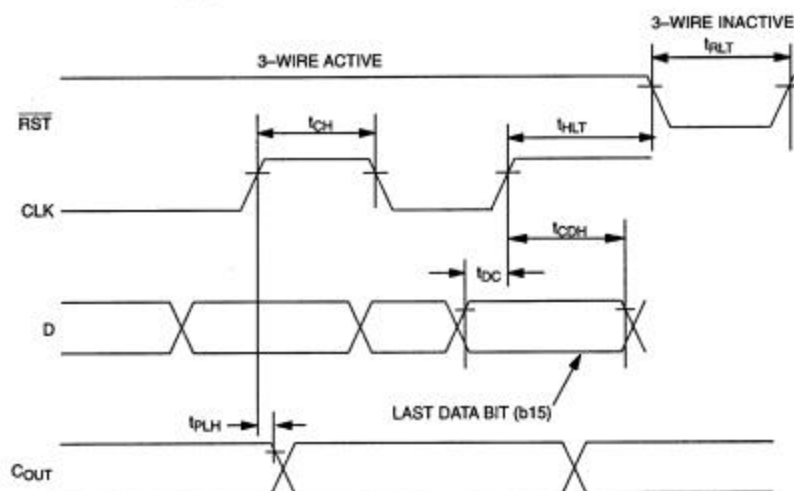 3–WIRE INACTIVE
tRLT
3–WIRE ACTIVE
RST
tCH
tHLT
CLK
tCDH
tDC
D
LAST DATA BIT (b15)
tPLH
COUT